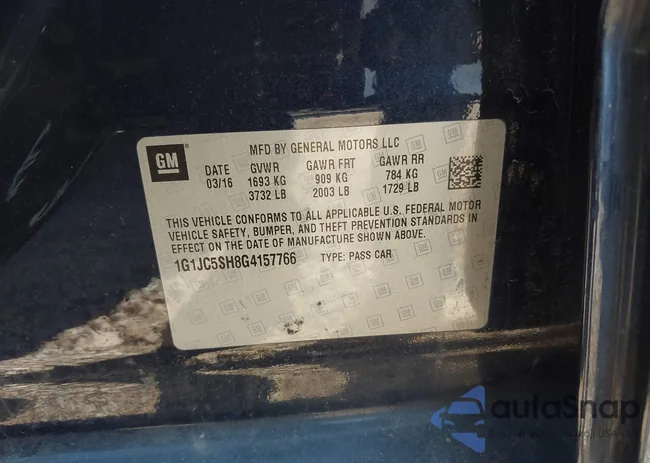 GM
MFD BY GENERAL MOTORS LLC
DATE GVWR GAWR FRT GAWR RR
03/16 1693 KG 909 KG 784 KG
3732 LB 2003 LB 1729 LB
THIS VEHICLE CONFORMS TO ALL APPLICABLE U.S. FEDERAL MOTOR
VEHICLE SAFETY, BUMPER, AND THEFT PREVENTION STANDARDS IN
EFFECT ON THE DATE OF MANUFACTURE SHOWN ABOVE.
1G1JC5SH8G4157766 TYPE: PASS CAR
autoSnap